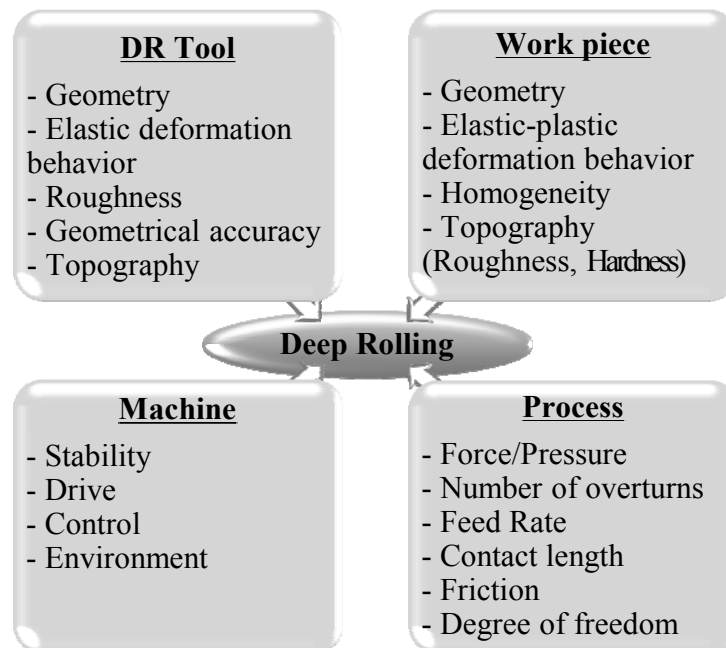 DR Tool
- Geometry
- Elastic deformation
behavior
- Roughness
- Geometrical accuracy
- Topography
Work piece
- Geometry
- Elastic-plastic
deformation behavior
- Homogeneity
- Topography
(Roughness, Hardness)
Deep Rolling
Machine
- Stability
- Drive
- Control
- Environment
Process
- Force/Pressure
- Number of overturns
- Feed Rate
- Contact length
- Friction
- Degree of freedom